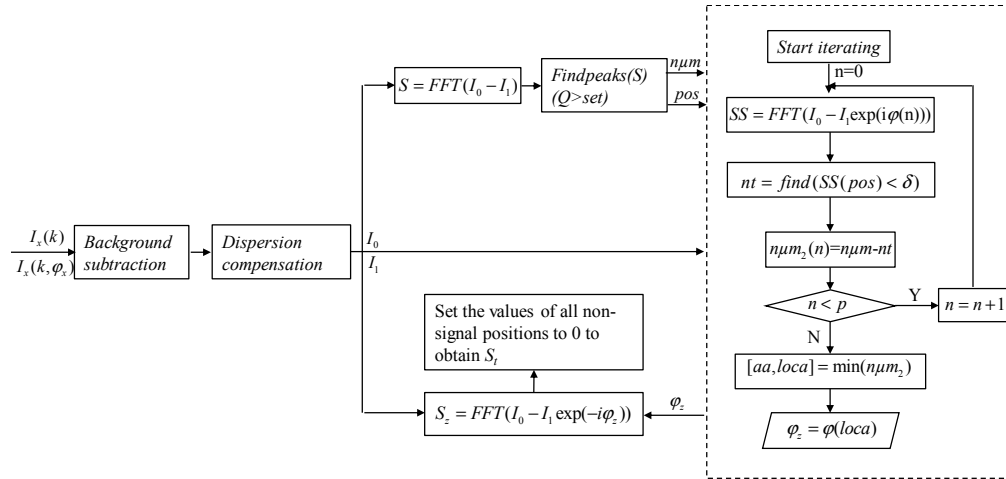 I_x(k)
I_x(k,φ_x)
Background
subtraction
Dispersion
compensation
I_0
I_1
S = FFT(I_0 − I_1)
Findpeaks(S)
(Q>set)
nμm
pos
Start iterating
n=0
SS = FFT(I_0 − I_1exp(iφ(n)))
nt = find(SS(pos) < δ)
nμm_2(n)=nμm-nt
n < p
Y
n = n+1
N
[aa,loca] = min(nμm_2)
φ_z = φ(loca)
φ_z
S_z = FFT(I_0 − I_1 exp(−iφ_z))
Set the values of all non-
signal positions to 0 to
obtain S_t